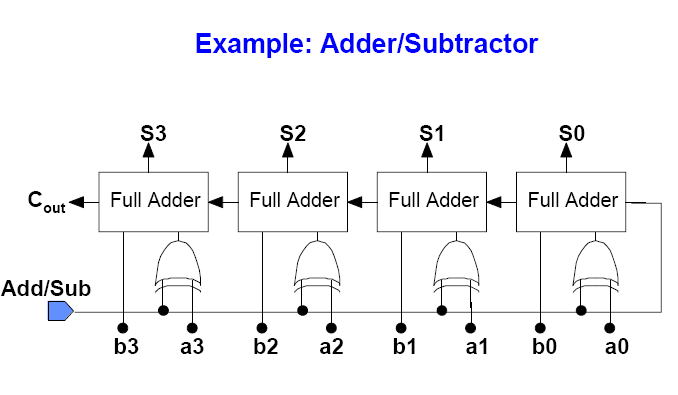 Example: Adder/Subtractor
S3 S2 S1 S0
Cout Full Adder Full Adder Full Adder Full Adder
Add/Sub
b3 a3 b2 a2 b1 a1 b0 a0